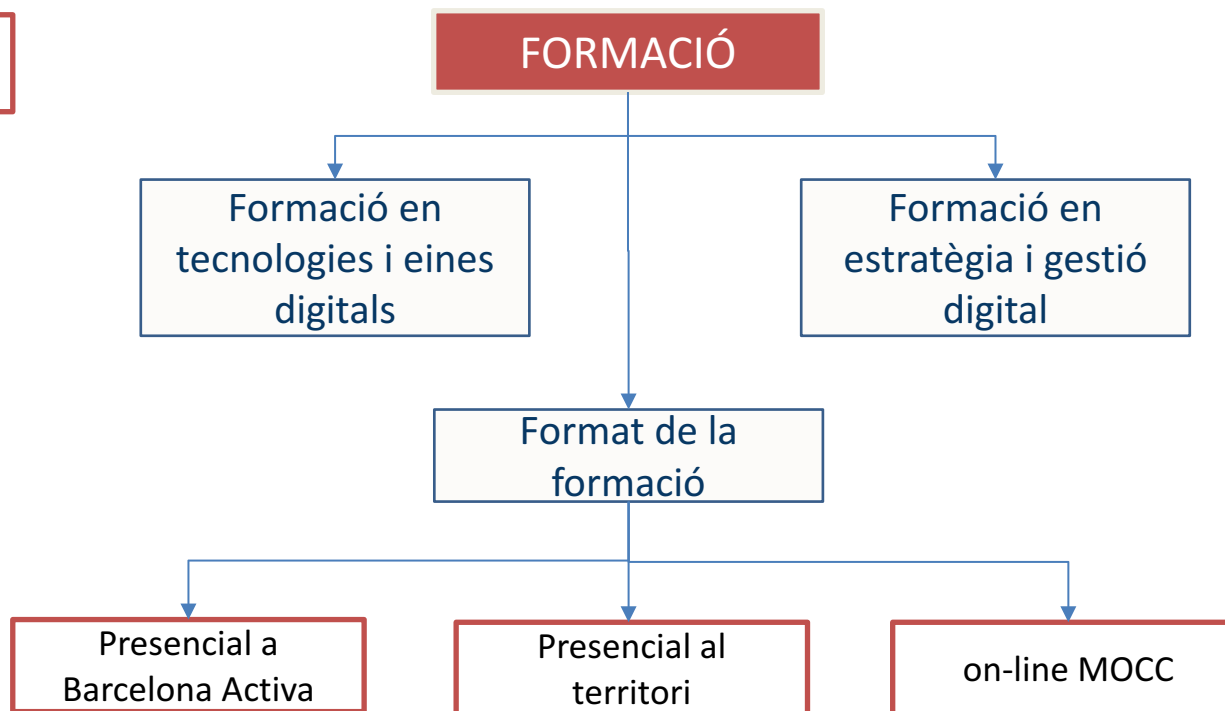 FORMACIÓ
Formació en
tecnologies i eines
digitals
Formació en
estratègia i gestió
digital
Format de la
formació
Presencial a
Barcelona Activa
Presencial al
territori
on-line MOCC